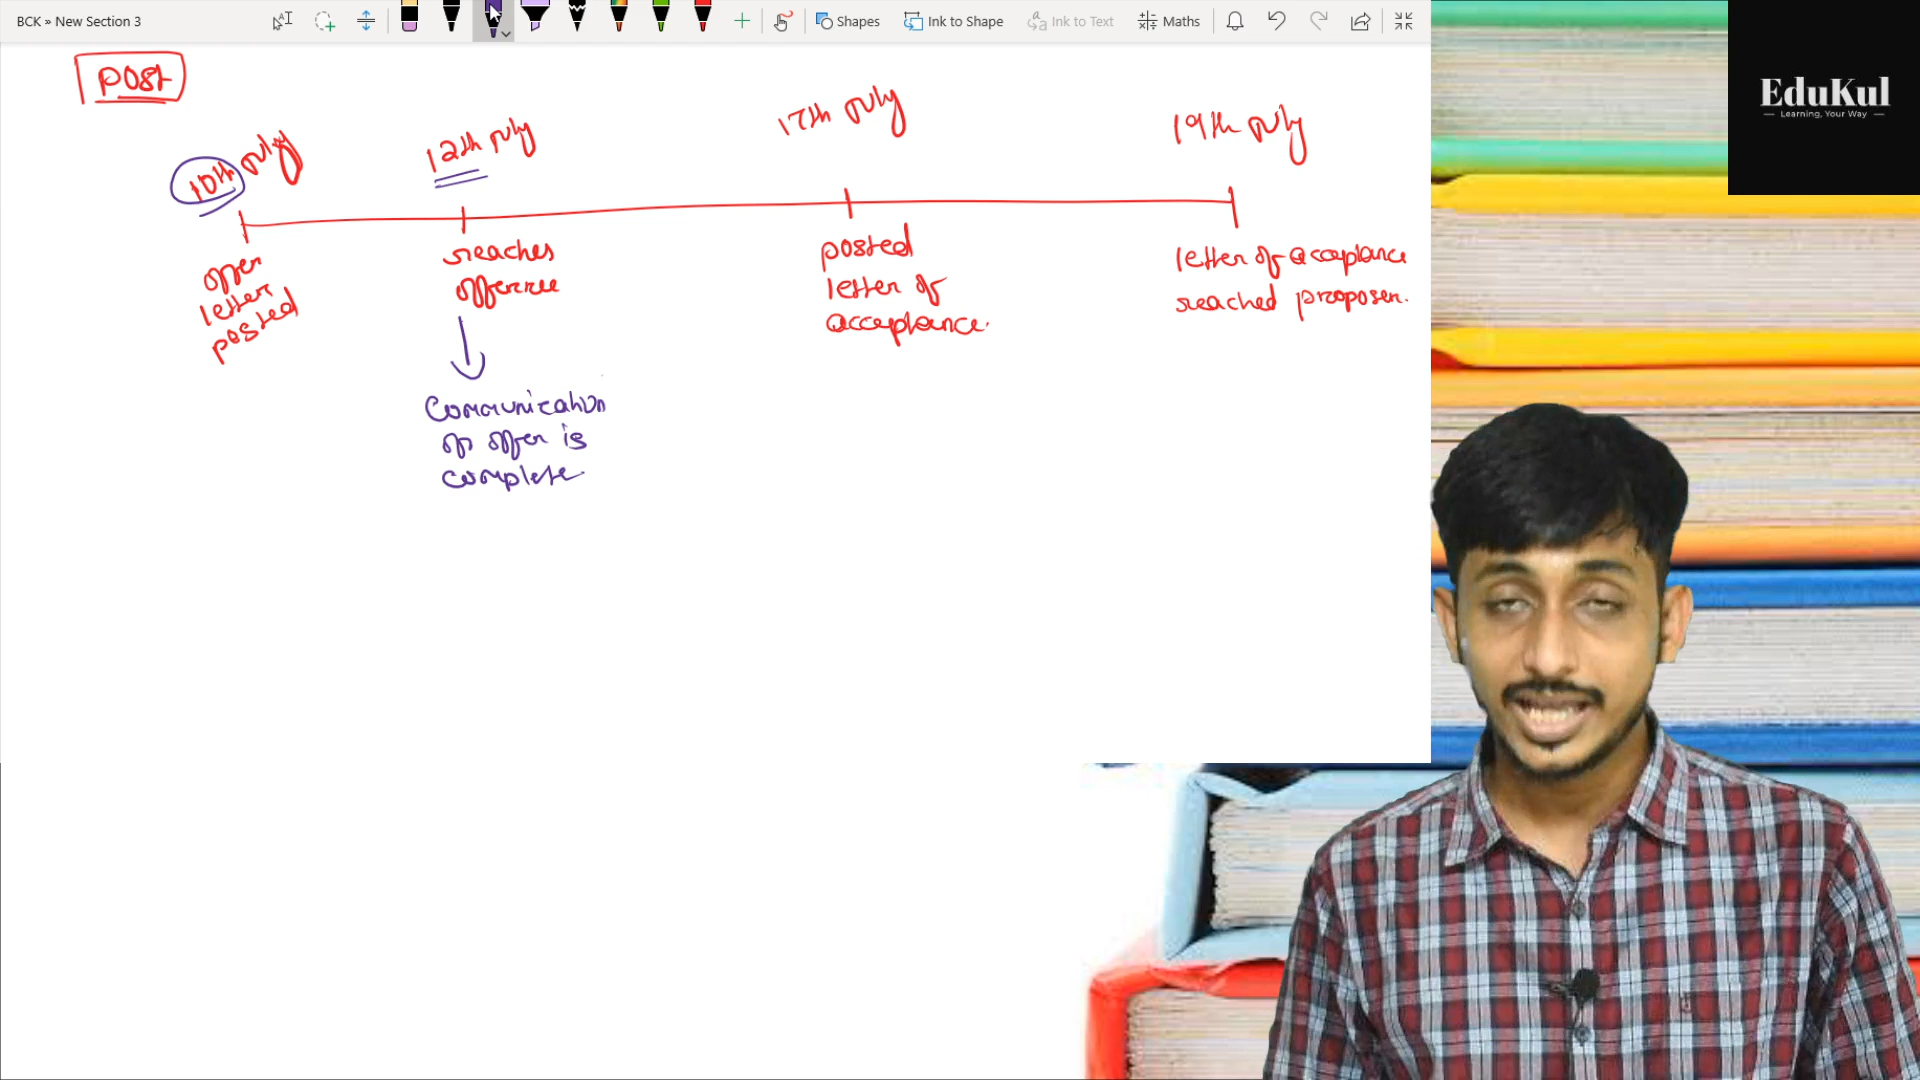 BCK » New Section 3
Shapes
Ink to Shape
Ink to Text
Maths
EduKul
— Learning, Your Way —
POST
10th July
12th July
17th July
19th July
offer
letter
posted
reaches
offeree
posted
letter of
acceptance.
letter of acceptance
reached proposer.
Communication
of offer is
complete